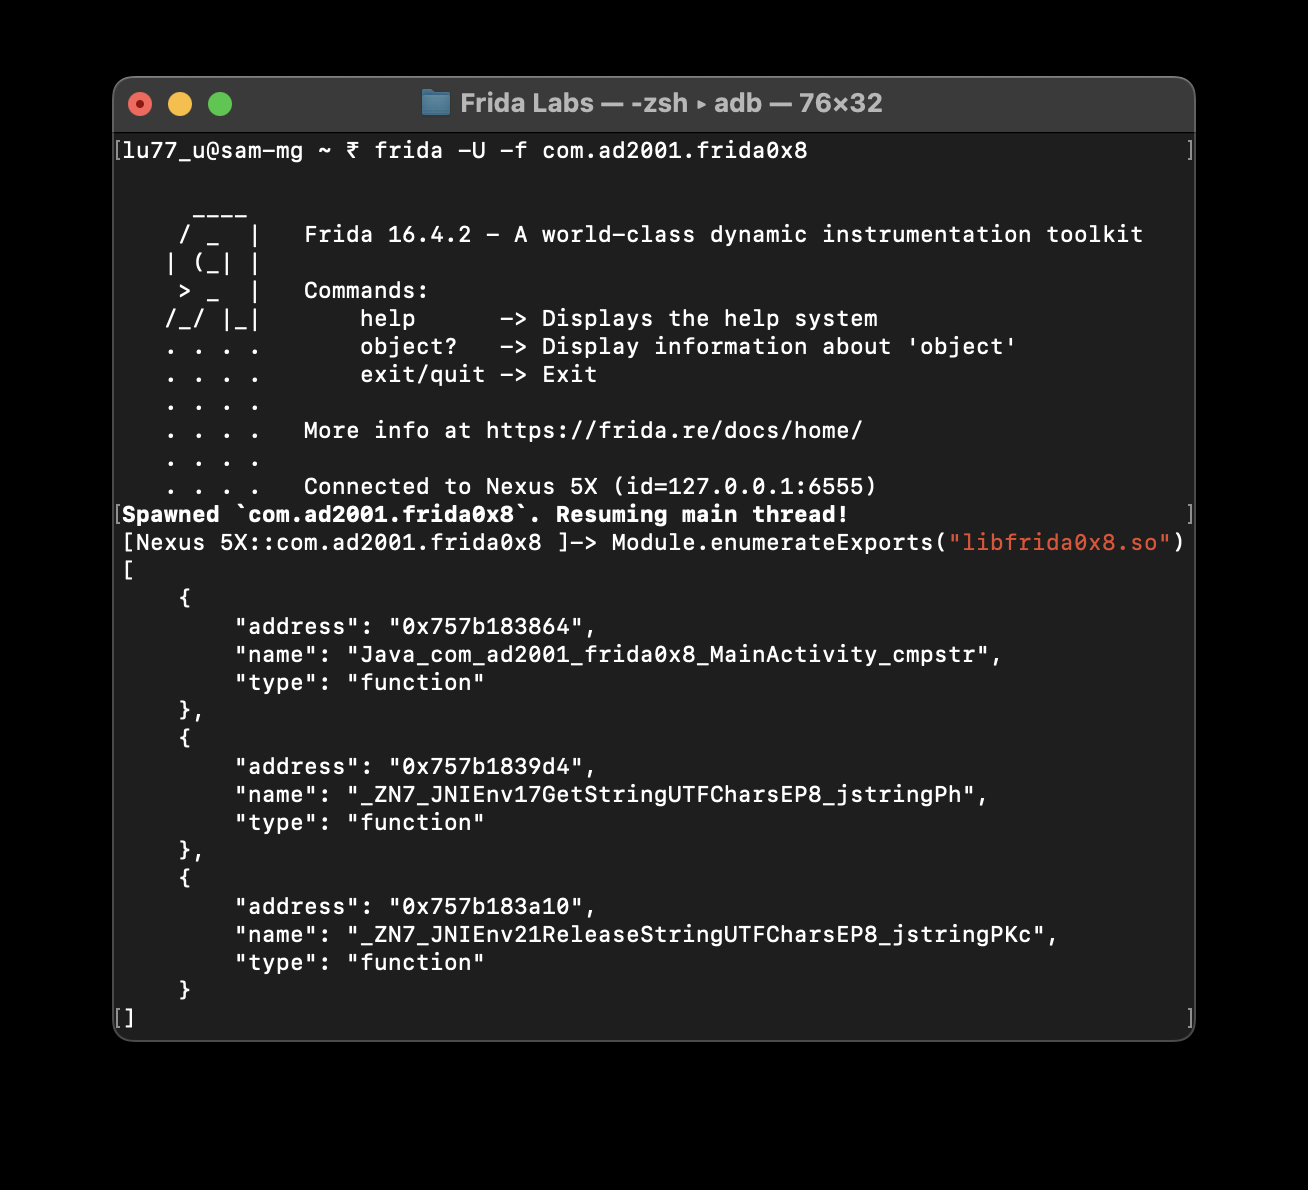 Frida Labs — -zsh ▸ adb — 76×32
[lu77_u@sam-mg ~ ₹ frida -U -f com.ad2001.frida0x8 ]
     ____
    / _  |   Frida 16.4.2 - A world-class dynamic instrumentation toolkit
   | (_| |
    > _  |   Commands:
   /_/ |_|       help      -> Displays the help system
   . . . .       object?   -> Display information about 'object'
   . . . .       exit/quit -> Exit
   . . . .
   . . . .   More info at https://frida.re/docs/home/
   . . . .
   . . . .   Connected to Nexus 5X (id=127.0.0.1:6555)
[Spawned `com.ad2001.frida0x8`. Resuming main thread! ]
[Nexus 5X::com.ad2001.frida0x8 ]-> Module.enumerateExports("libfrida0x8.so")
[
    {
        "address": "0x757b183864",
        "name": "Java_com_ad2001_frida0x8_MainActivity_cmpstr",
        "type": "function"
    },
    {
        "address": "0x757b1839d4",
        "name": "_ZN7_JNIEnv17GetStringUTFCharsEP8_jstringPh",
        "type": "function"
    },
    {
        "address": "0x757b183a10",
        "name": "_ZN7_JNIEnv21ReleaseStringUTFCharsEP8_jstringPKc",
        "type": "function"
    }
[] ]